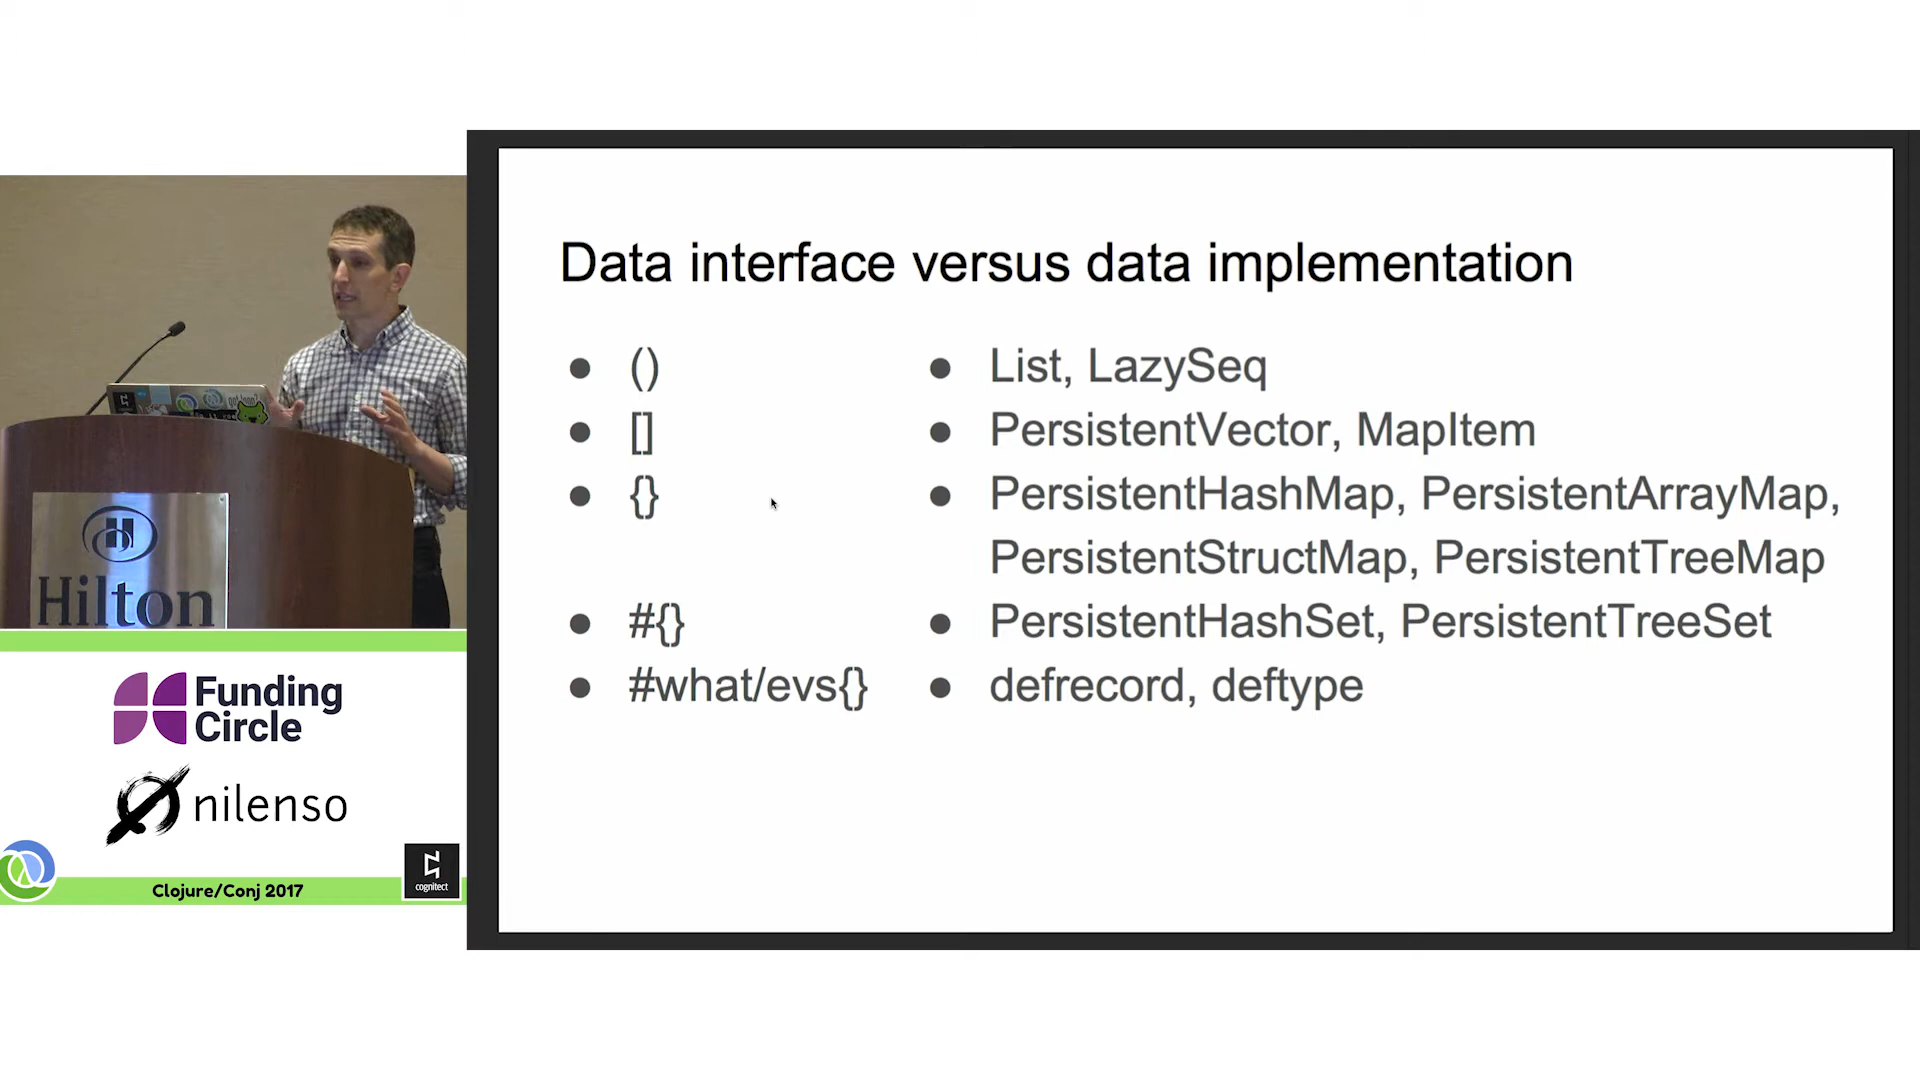 Data interface versus data implementation
● ()
● List, LazySeq
● []
● PersistentVector, MapItem
● {}
● PersistentHashMap, PersistentArrayMap,
PersistentStructMap, PersistentTreeMap
● #{}
● PersistentHashSet, PersistentTreeSet
● #what/evs{}
● defrecord, deftype
Hilton
Funding
Circle
nilenso
Clojure/Conj 2017
cognitect